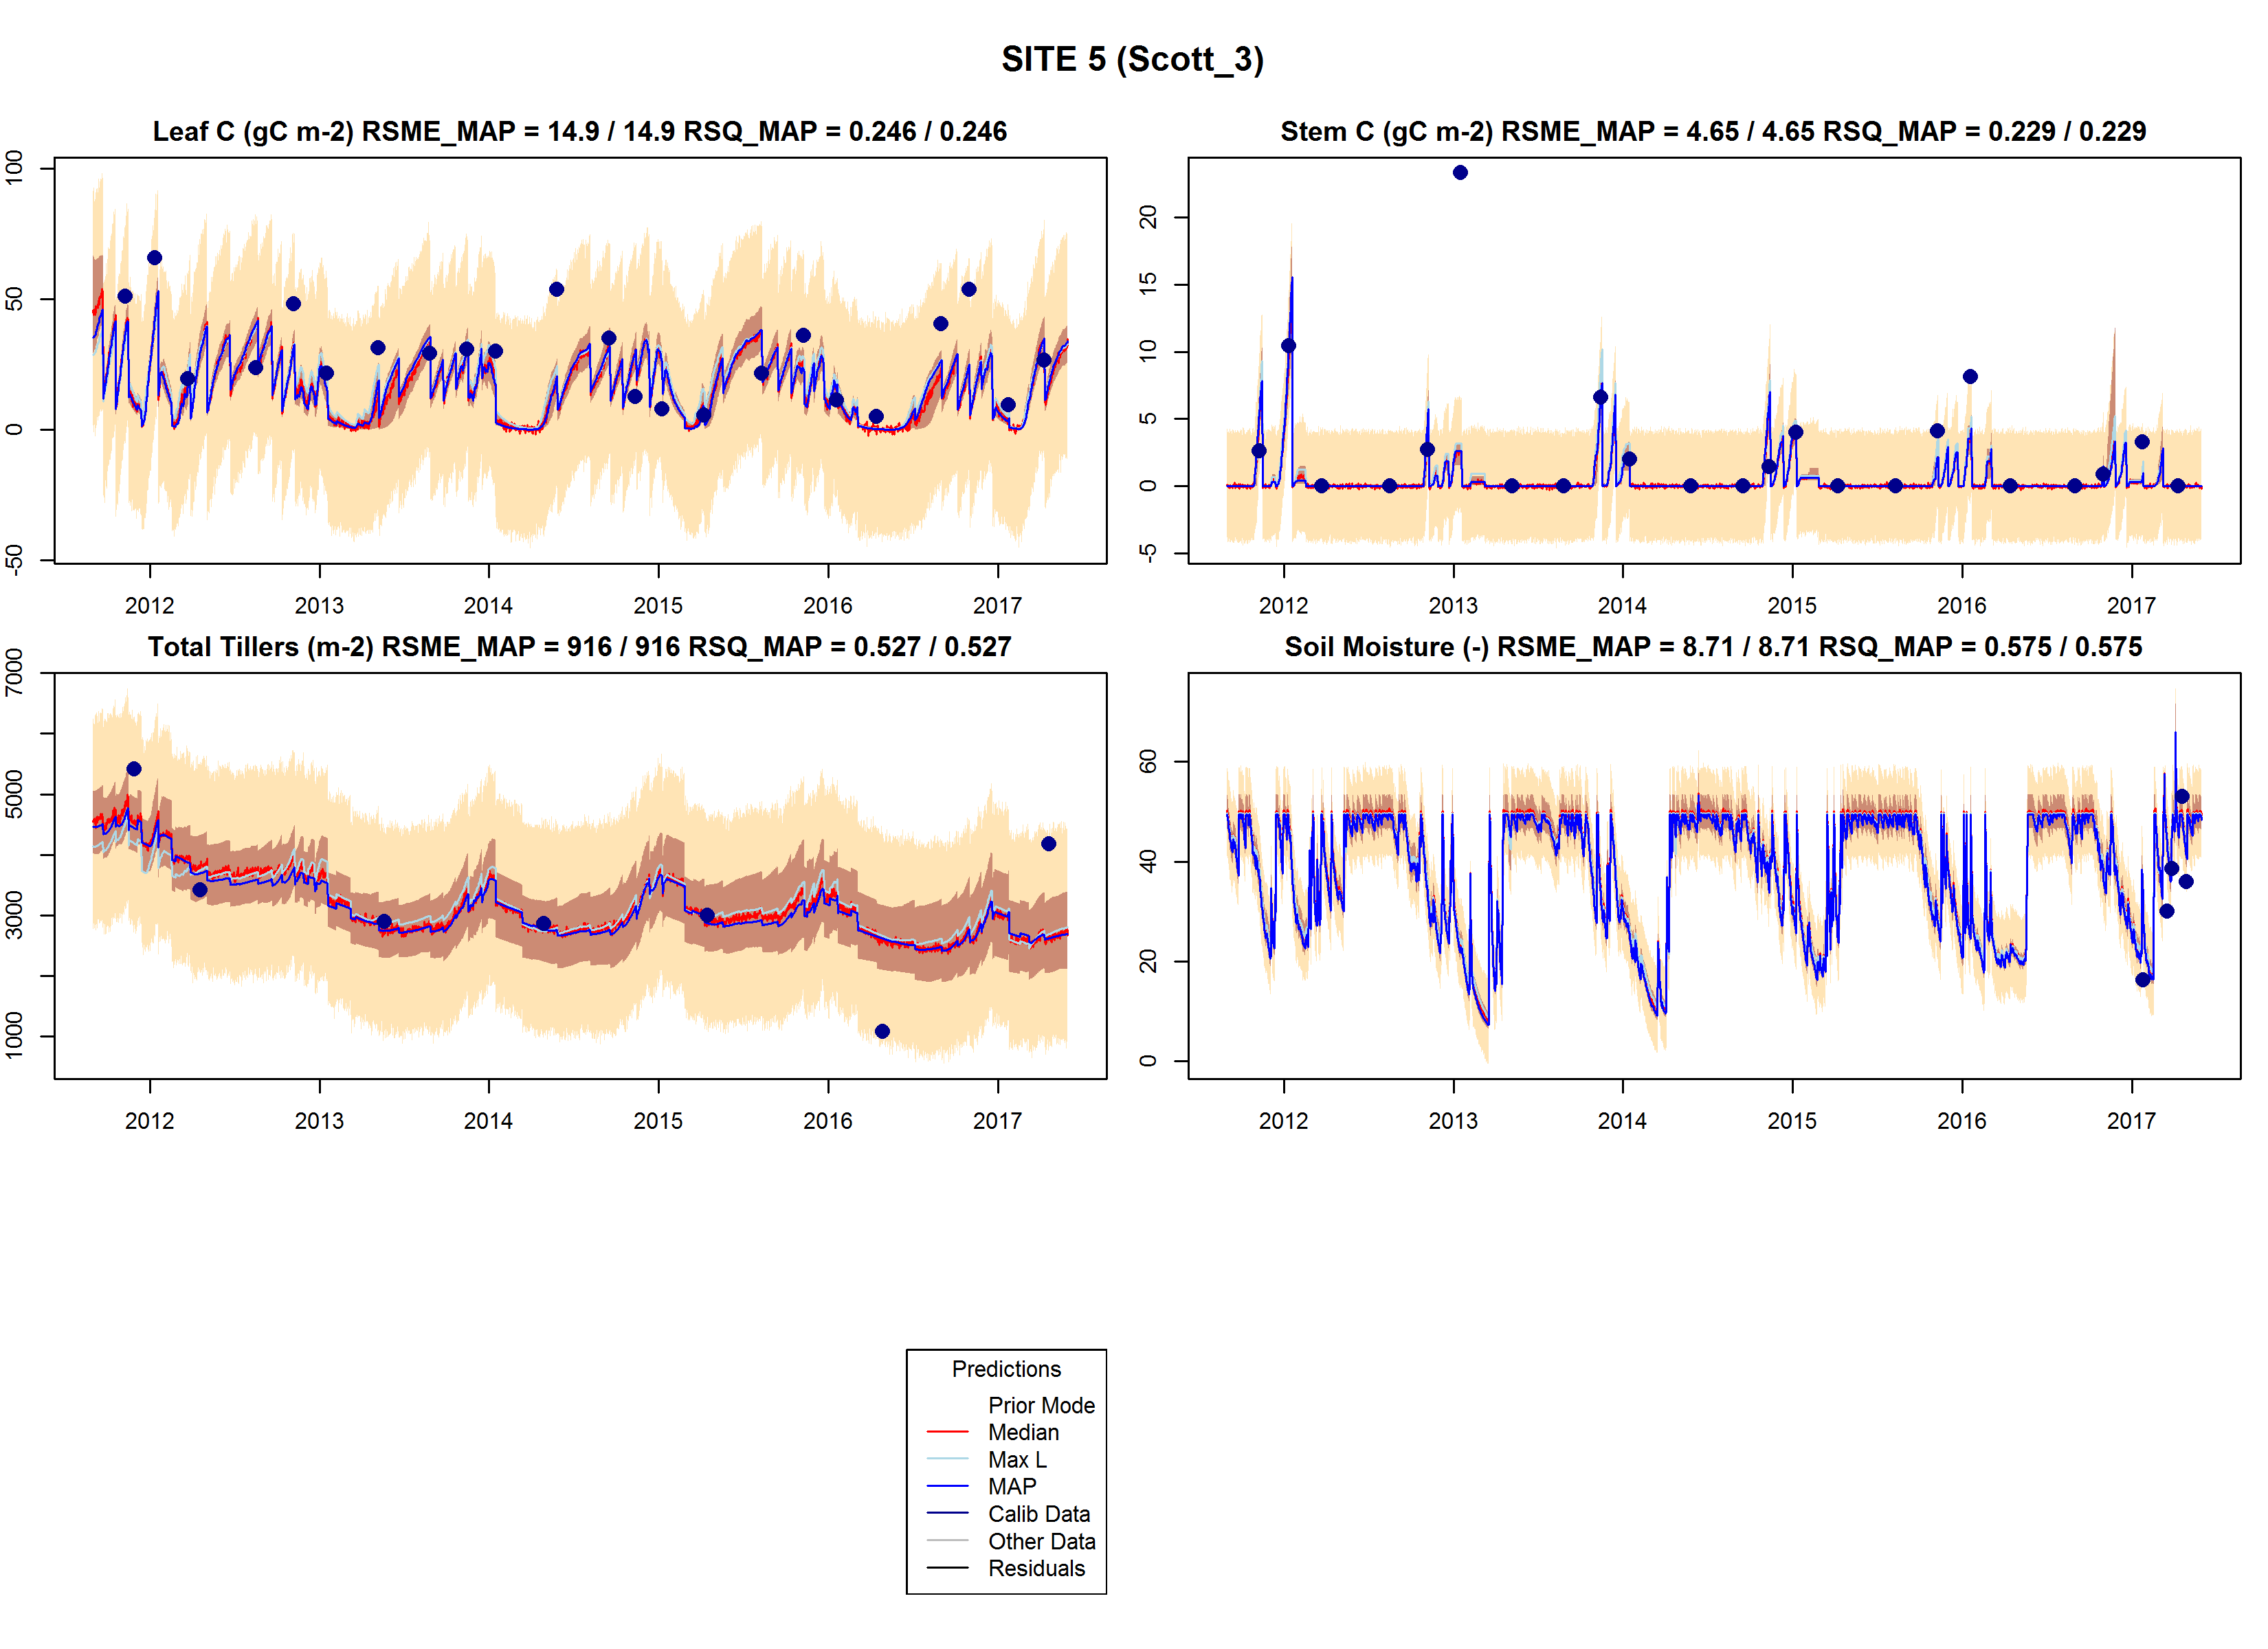 SITE 5 (Scott_3)
Leaf C (gC m-2) RSME_MAP = 14.9 / 14.9 RSQ_MAP = 0.246 / 0.246
100
50
0
-50
2012 2013 2014 2015 2016 2017
Stem C (gC m-2) RSME_MAP = 4.65 / 4.65 RSQ_MAP = 0.229 / 0.229
20
15
10
5
0
-5
2012 2013 2014 2015 2016 2017
Total Tillers (m-2) RSME_MAP = 916 / 916 RSQ_MAP = 0.527 / 0.527
7000
5000
3000
1000
2012 2013 2014 2015 2016 2017
Soil Moisture (-) RSME_MAP = 8.71 / 8.71 RSQ_MAP = 0.575 / 0.575
60
40
20
0
2012 2013 2014 2015 2016 2017
Predictions
Prior Mode
Median
Max L
MAP
Calib Data
Other Data
Residuals